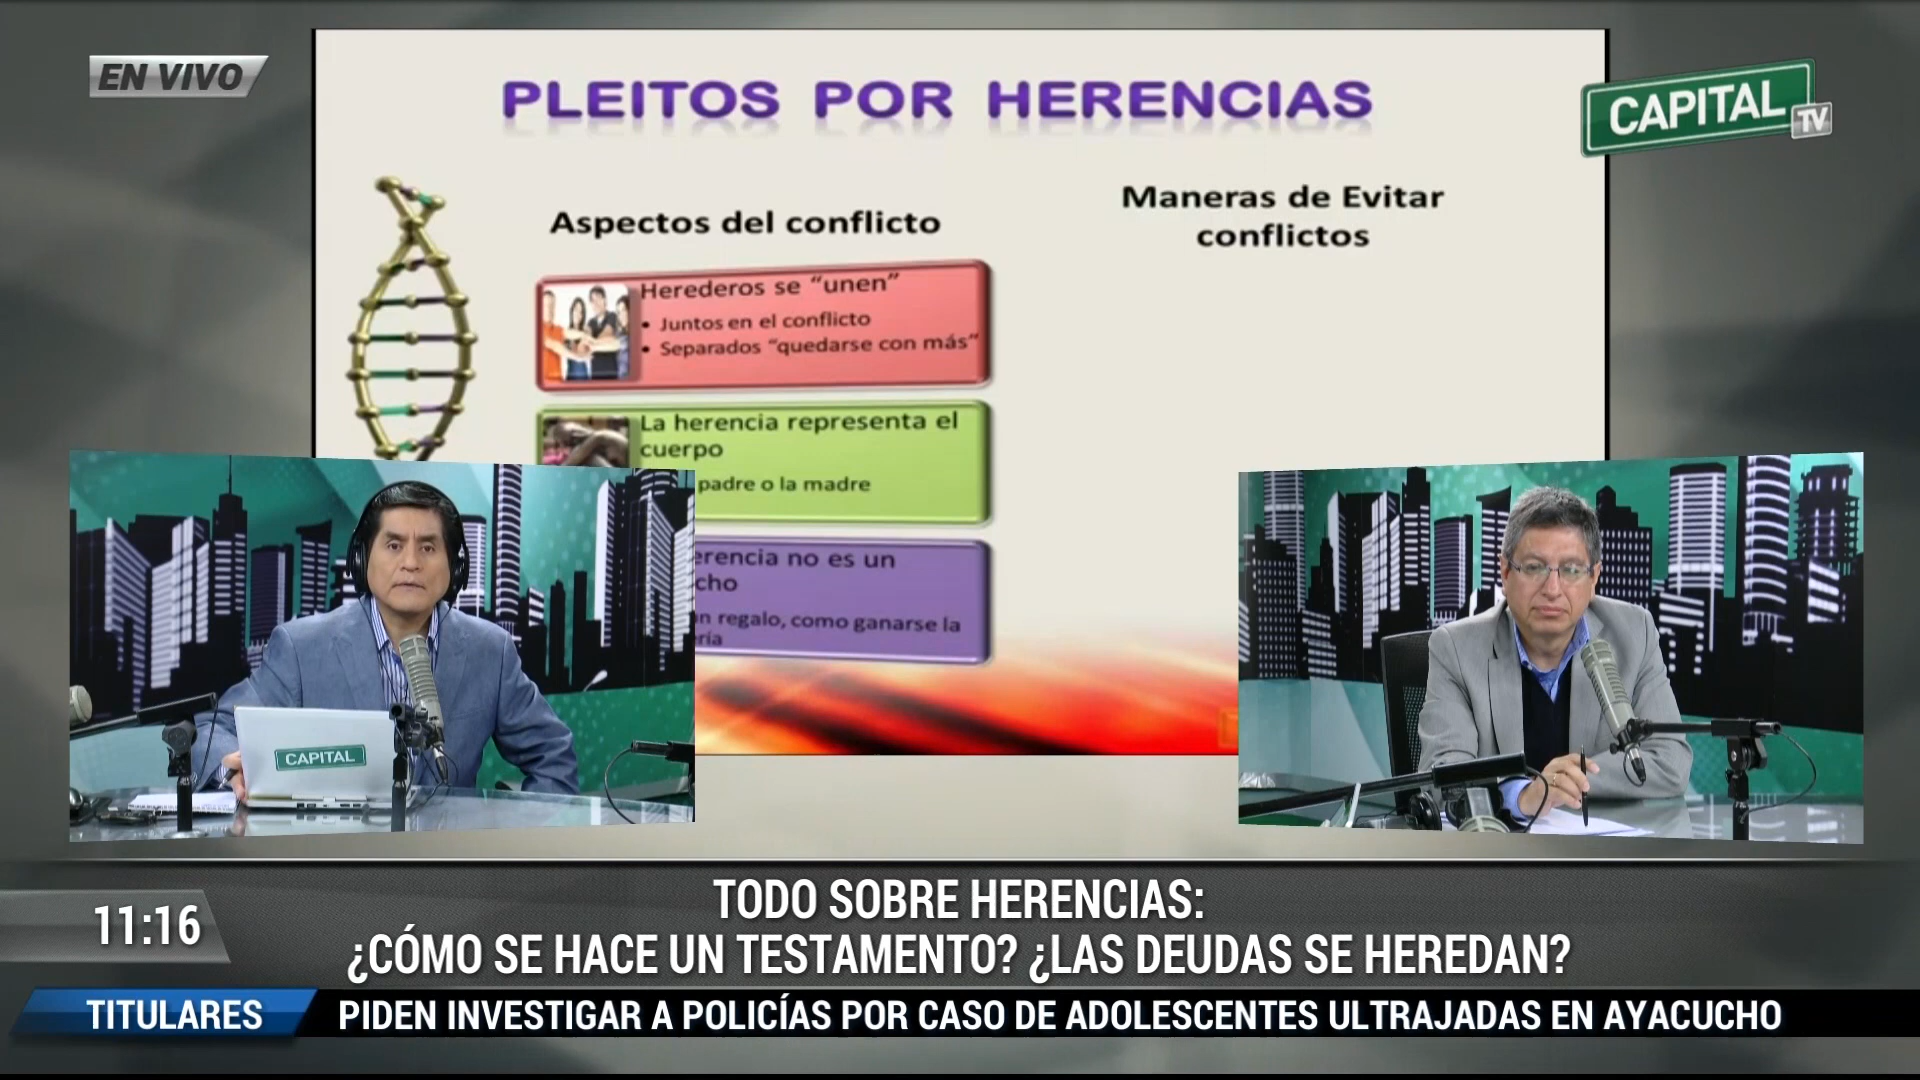 EN VIVO
PLEITOS POR HERENCIAS
CAPITAL
TV
Aspectos del conflicto
Maneras de Evitar
conflictos
Herederos se “unen”
• Juntos en el conflicto
• Separados “quedarse con más”
La herencia representa el
cuerpo
padre o la madre
no es un
regalo, como ganarse la
CAPITAL
11:16
TODO SOBRE HERENCIAS:
¿CÓMO SE HACE UN TESTAMENTO? ¿LAS DEUDAS SE HEREDAN?
TITULARES
PIDEN INVESTIGAR A POLICÍAS POR CASO DE ADOLESCENTES ULTRAJADAS EN AYACUCHO